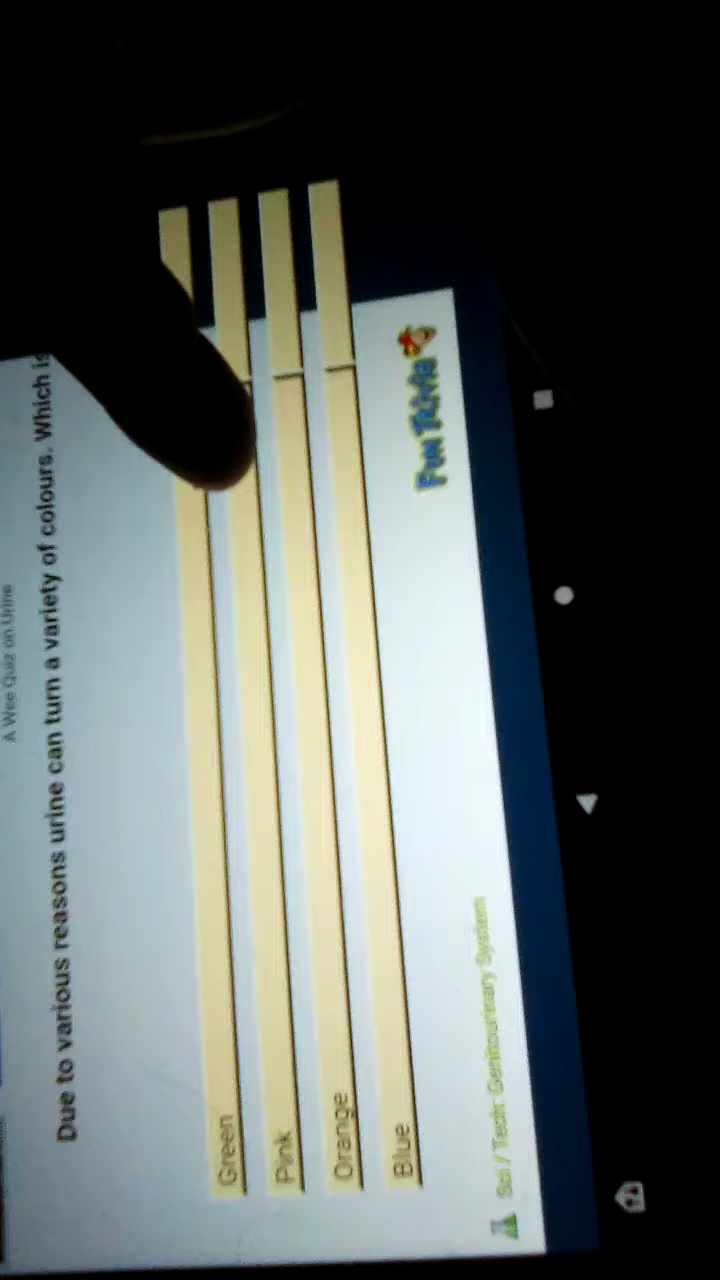 A Wee Quiz on Urine
Due to various reasons urine can turn a variety of colours. Which is
Green
Pink
Orange
Blue
Fun Trivia
Sci / Tech: Genitourinary System